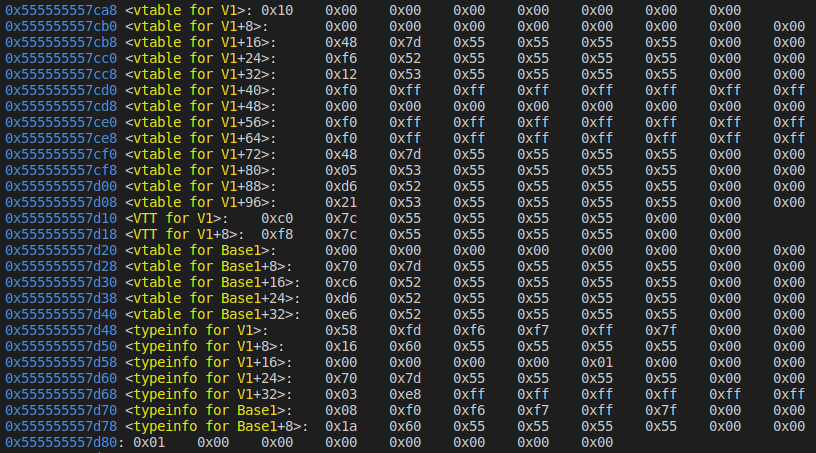 0x555555557ca8 <vtable for V1>: 0x10 0x00 0x00 0x00 0x00 0x00 0x00 0x00
0x555555557cb0 <vtable for V1+8>: 0x00 0x00 0x00 0x00 0x00 0x00 0x00 0x00
0x555555557cb8 <vtable for V1+16>: 0x48 0x7d 0x55 0x55 0x55 0x55 0x00 0x00
0x555555557cc0 <vtable for V1+24>: 0xf6 0x52 0x55 0x55 0x55 0x55 0x00 0x00
0x555555557cc8 <vtable for V1+32>: 0x12 0x53 0x55 0x55 0x55 0x55 0x00 0x00
0x555555557cd0 <vtable for V1+40>: 0xf0 0xff 0xff 0xff 0xff 0xff 0xff 0xff
0x555555557cd8 <vtable for V1+48>: 0x00 0x00 0x00 0x00 0x00 0x00 0x00 0x00
0x555555557ce0 <vtable for V1+56>: 0xf0 0xff 0xff 0xff 0xff 0xff 0xff 0xff
0x555555557ce8 <vtable for V1+64>: 0xf0 0xff 0xff 0xff 0xff 0xff 0xff 0xff
0x555555557cf0 <vtable for V1+72>: 0x48 0x7d 0x55 0x55 0x55 0x55 0x00 0x00
0x555555557cf8 <vtable for V1+80>: 0x05 0x53 0x55 0x55 0x55 0x55 0x00 0x00
0x555555557d00 <vtable for V1+88>: 0xd6 0x52 0x55 0x55 0x55 0x55 0x00 0x00
0x555555557d08 <vtable for V1+96>: 0x21 0x53 0x55 0x55 0x55 0x55 0x00 0x00
0x555555557d10 <VTT for V1>: 0xc0 0x7c 0x55 0x55 0x55 0x55 0x00 0x00
0x555555557d18 <VTT for V1+8>: 0xf8 0x7c 0x55 0x55 0x55 0x55 0x00 0x00
0x555555557d20 <vtable for Base1>: 0x00 0x00 0x00 0x00 0x00 0x00 0x00 0x00
0x555555557d28 <vtable for Base1+8>: 0x70 0x7d 0x55 0x55 0x55 0x55 0x00 0x00
0x555555557d30 <vtable for Base1+16>: 0xc6 0x52 0x55 0x55 0x55 0x55 0x00 0x00
0x555555557d38 <vtable for Base1+24>: 0xd6 0x52 0x55 0x55 0x55 0x55 0x00 0x00
0x555555557d40 <vtable for Base1+32>: 0xe6 0x52 0x55 0x55 0x55 0x55 0x00 0x00
0x555555557d48 <typeinfo for V1>: 0x58 0xfd 0xf6 0xf7 0xff 0x7f 0x00 0x00
0x555555557d50 <typeinfo for V1+8>: 0x16 0x60 0x55 0x55 0x55 0x55 0x00 0x00
0x555555557d58 <typeinfo for V1+16>: 0x00 0x00 0x00 0x00 0x01 0x00 0x00 0x00
0x555555557d60 <typeinfo for V1+24>: 0x70 0x7d 0x55 0x55 0x55 0x55 0x00 0x00
0x555555557d68 <typeinfo for V1+32>: 0x03 0xe8 0xff 0xff 0xff 0xff 0xff 0xff
0x555555557d70 <typeinfo for Base1>: 0x08 0xf0 0xf6 0xf7 0xff 0x7f 0x00 0x00
0x555555557d78 <typeinfo for Base1+8>: 0x1a 0x60 0x55 0x55 0x55 0x55 0x00 0x00
0x555555557d80: 0x01 0x00 0x00 0x00 0x00 0x00 0x00 0x00